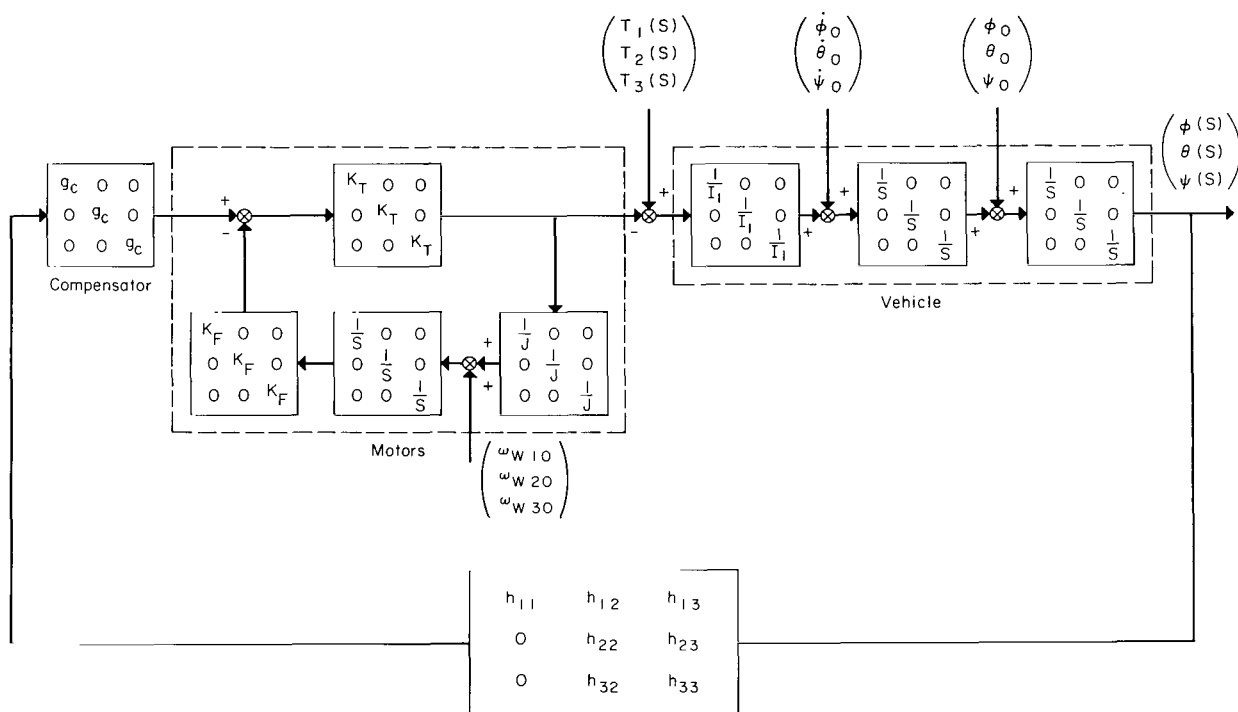 T1(S)
T2(S)
T3(S)
φ̇0
θ̇0
ψ̇0
φ0
θ0
ψ0
φ(S)
θ(S)
ψ(S)
gC 0 0
0 gC 0
0 0 gC
Compensator
+
−
KT 0 0
0 KT 0
0 0 KT
−
+
1/I1 0 0
0 1/I1 0
0 0 1/I1
+
+
1/S 0 0
0 1/S 0
0 0 1/S
+
+
1/S 0 0
0 1/S 0
0 0 1/S
Vehicle
KF 0 0
0 KF 0
0 0 KF
1/S 0 0
0 1/S 0
0 0 1/S
+
+
1/J 0 0
0 1/J 0
0 0 1/J
Motors
ωW10
ωW20
ωW30
h11 h12 h13
0 h22 h23
0 h32 h33